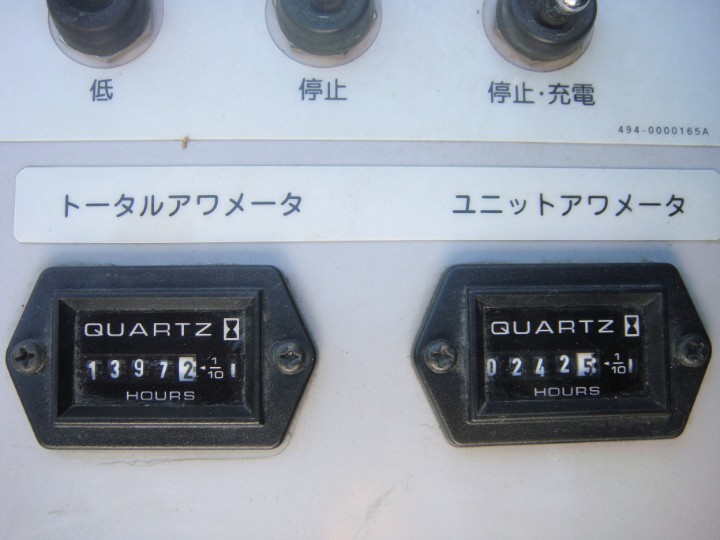 低
停止
停止・充電
494-0000165A
トータルアワメータ
ユニットアワメータ
QUARTZ
13972 1/10
HOURS
QUARTZ
02425 1/10
HOURS